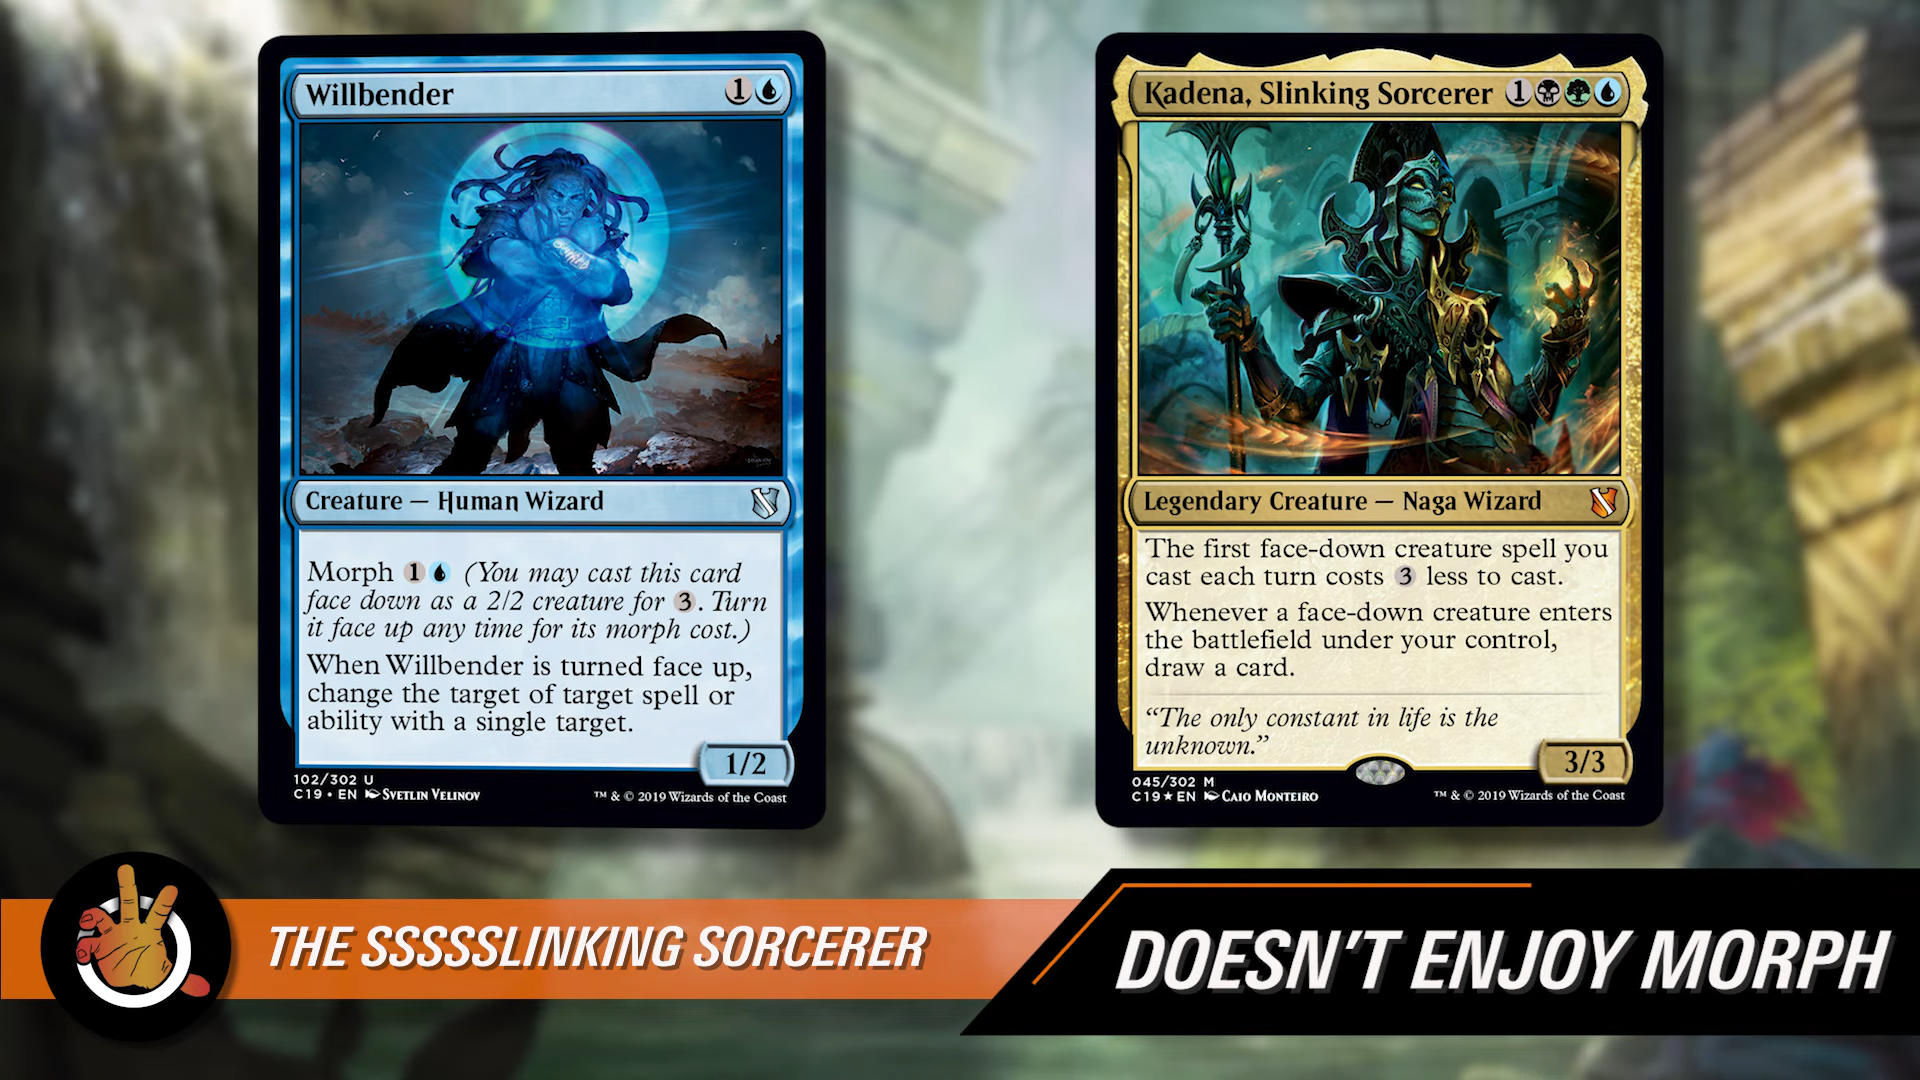 Willbender 1
Creature — Human Wizard
Morph 1 (You may cast this card
face down as a 2/2 creature for 3. Turn
it face up any time for its morph cost.)
When Willbender is turned face up,
change the target of target spell or
ability with a single target.
1/2
102/302 U
C19 • EN Svetlin Velinov
™ & © 2019 Wizards of the Coast
Kadena, Slinking Sorcerer 1
Legendary Creature — Naga Wizard
The first face-down creature spell you
cast each turn costs 3 less to cast.
Whenever a face-down creature enters
the battlefield under your control,
draw a card.
“The only constant in life is the
unknown.”
3/3
045/302 M
C19 ★ EN Caio Monteiro
™ & © 2019 Wizards of the Coast
THE SSSSSLINKING SORCERER
DOESN'T ENJOY MORPH